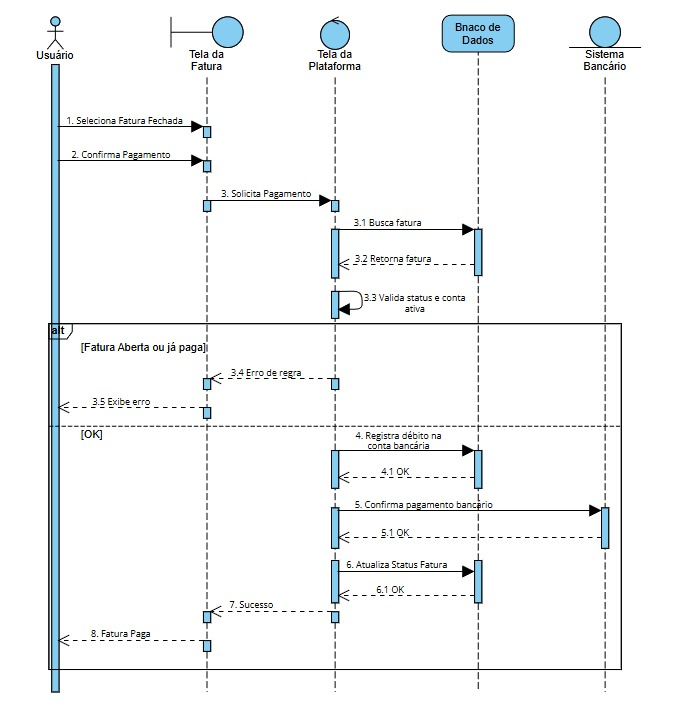 Usuário
Tela da
Fatura
Tela da
Plataforma
Bnaco de
Dados
Sistema
Bancário
1. Seleciona Fatura Fechada
2. Confirma Pagamento
3. Solicita Pagamento
3.1 Busca fatura
3.2 Retorna fatura
3.3 Valida status e conta
ativa
alt
[Fatura Aberta ou já paga]
3.4 Erro de regra
3.5 Exibe erro
[OK]
4. Registra débito na
conta bancária
4.1 OK
5. Confirma pagamento bancário
5.1 OK
6. Atualiza Status Fatura
6.1 OK
7. Sucesso
8. Fatura Paga